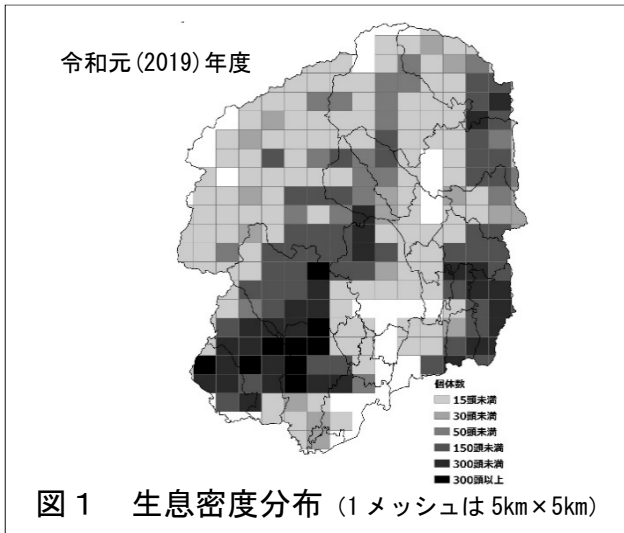 令和元(2019)年度
個体数
15頭未満
30頭未満
50頭未満
150頭未満
300頭未満
300頭以上
図1 生息密度分布 (1メッシュは5km×5km)